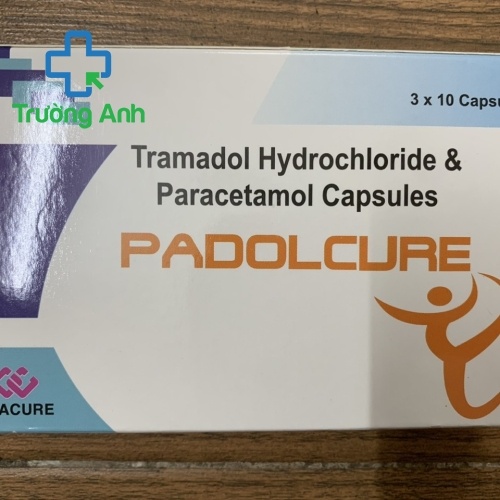 Trường Anh
3 x 10 Capsu
Tramadol Hydrochloride &
Paracetamol Capsules
PADOLCURE
ACURE